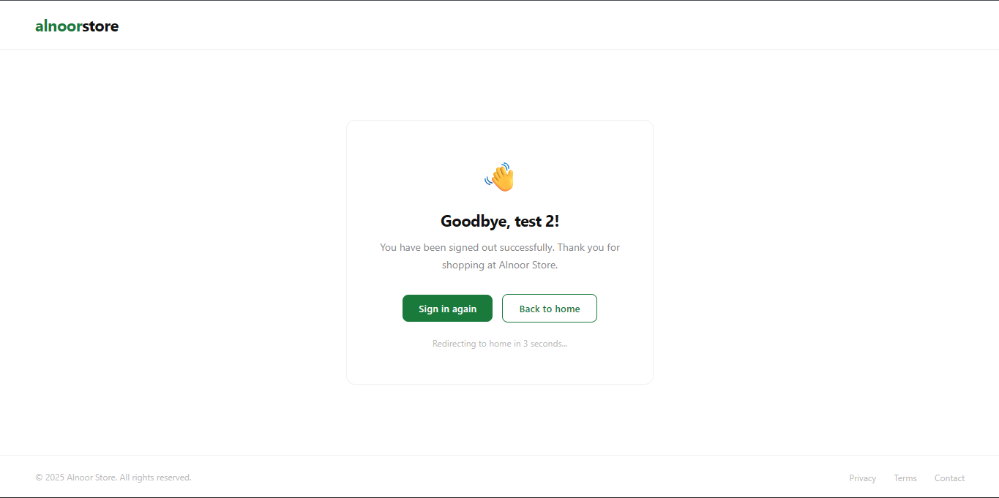 alnoorstore
Goodbye, test 2!
You have been signed out successfully. Thank you for
shopping at Alnoor Store.
Sign in again
Back to home
Redirecting to home in 3 seconds...
© 2025 Alnoor Store. All rights reserved.
Privacy
Terms
Contact